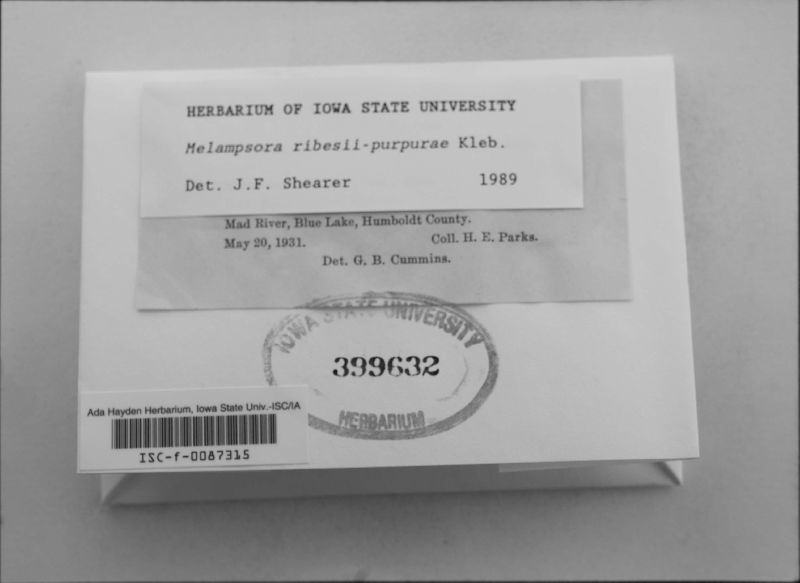 HERBARIUM OF IOWA STATE UNIVERSITY
Melampsora ribesii-purpurae Kleb.
Det. J.F. Shearer 1989
Mad River, Blue Lake, Humboldt County.
May 20, 1931. Coll. H. E. Parks.
Det. G. B. Cummins.
IOWA STATE UNIVERSITY
399632
HERBARIUM
Ada Hayden Herbarium, Iowa State Univ.-ISC/IA
ISC-f-0087315